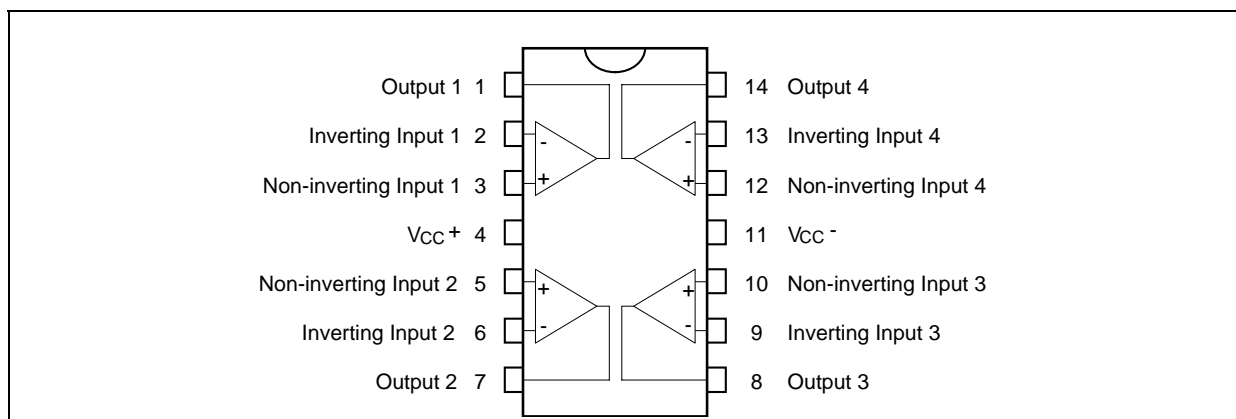 Output 1 1
14 Output 4
Inverting Input 1 2
- -
13 Inverting Input 4
Non-inverting Input 1 3
+ +
12 Non-inverting Input 4
VCC + 4
11 VCC -
Non-inverting Input 2 5
+ +
10 Non-inverting Input 3
Inverting Input 2 6
- -
9 Inverting Input 3
Output 2 7
8 Output 3